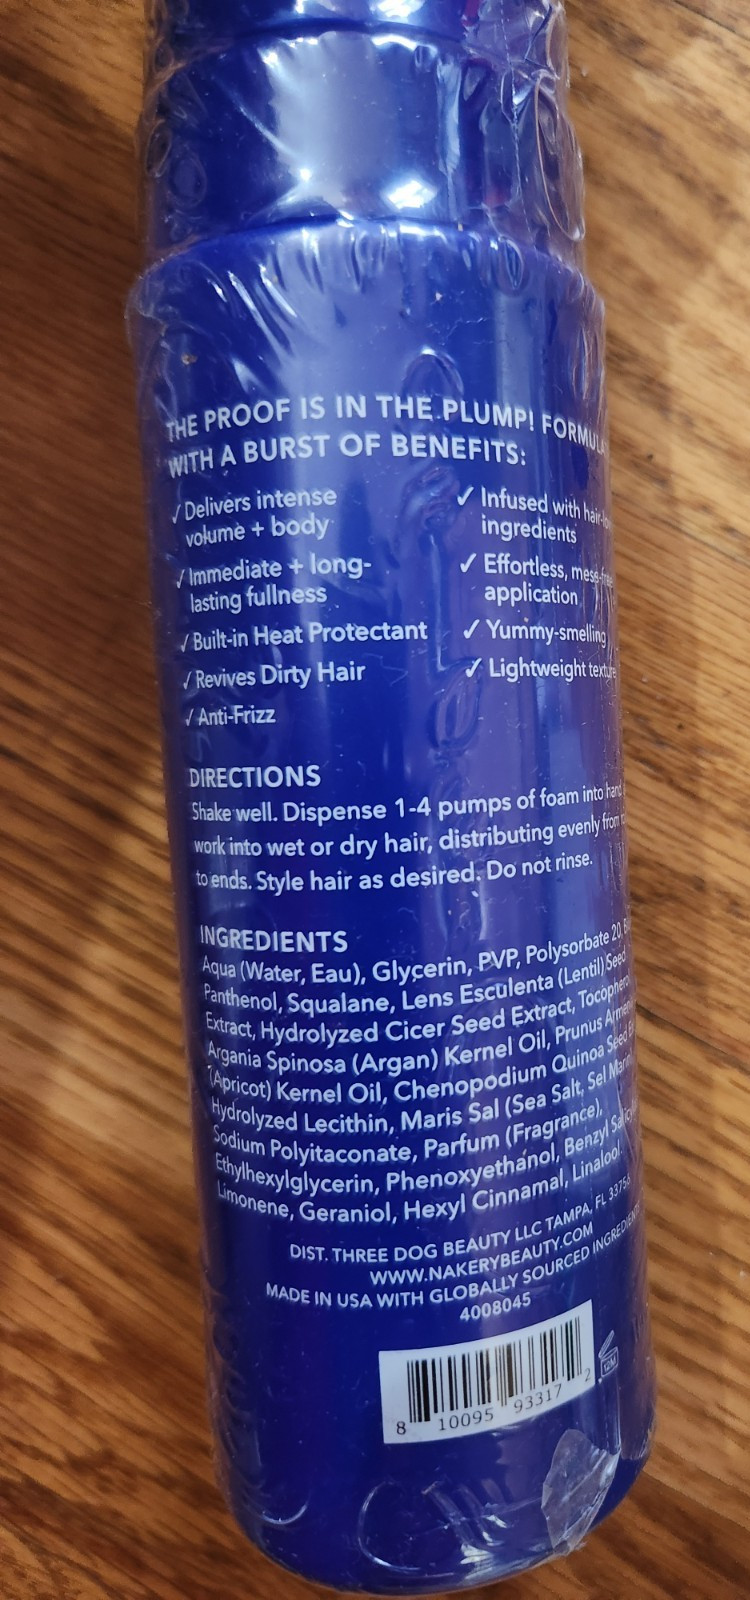 THE PROOF IS IN THE PLUMP! FORMULA
WITH A BURST OF BENEFITS:
✓ Delivers intense
volume + body
✓ Immediate + long-
lasting fullness
✓ Built-in Heat Protectant
✓ Revives Dirty Hair
✓ Anti-Frizz
✓ Infused with
ingredients
✓ Effortless, mess-free
application
✓ Yummy-smelling
✓ Lightweight texture
DIRECTIONS
Shake well. Dispense 1-4 pumps of foam into hand,
work into wet or dry hair, distributing evenly from
to ends. Style hair as desired. Do not rinse.
INGREDIENTS
Aqua (Water, Eau), Glycerin, PVP, Polysorbate 20,
Panthenol, Squalane, Lens Esculenta (Lentil) Seed
Extract, Hydrolyzed Cicer Seed Extract,
Argania Spinosa (Argan) Kernel Oil, Prunus
(Apricot) Kernel Oil, Chenopodium Quinoa Seed
Hydrolyzed Lecithin, Maris Sal (Sea Salt, Sel
Sodium Polyitaconate, Parfum (Fragrance),
Ethylhexylglycerin, Phenoxyethanol, Benzyl
Limonene, Geraniol, Hexyl Cinnamal, Linalool.
DIST. THREE DOG BEAUTY LLC TAMPA, FL 33756
WWW.NAKERYBEAUTY.COM
MADE IN USA WITH GLOBALLY SOURCED INGREDIENTS
4008045
8 10095 93317 2
12M